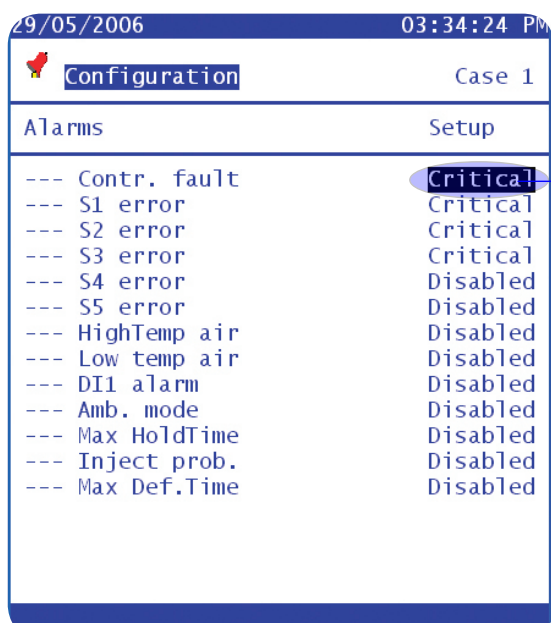 29/05/2006 03:34:24 PM
Configuration Case 1
Alarms Setup
--- Contr. fault Critical
--- S1 error Critical
--- S2 error Critical
--- S3 error Critical
--- S4 error Disabled
--- S5 error Disabled
--- HighTemp air Disabled
--- Low temp air Disabled
--- DI1 alarm Disabled
--- Amb. mode Disabled
--- Max HoldTime Disabled
--- Inject prob. Disabled
--- Max Def.Time Disabled